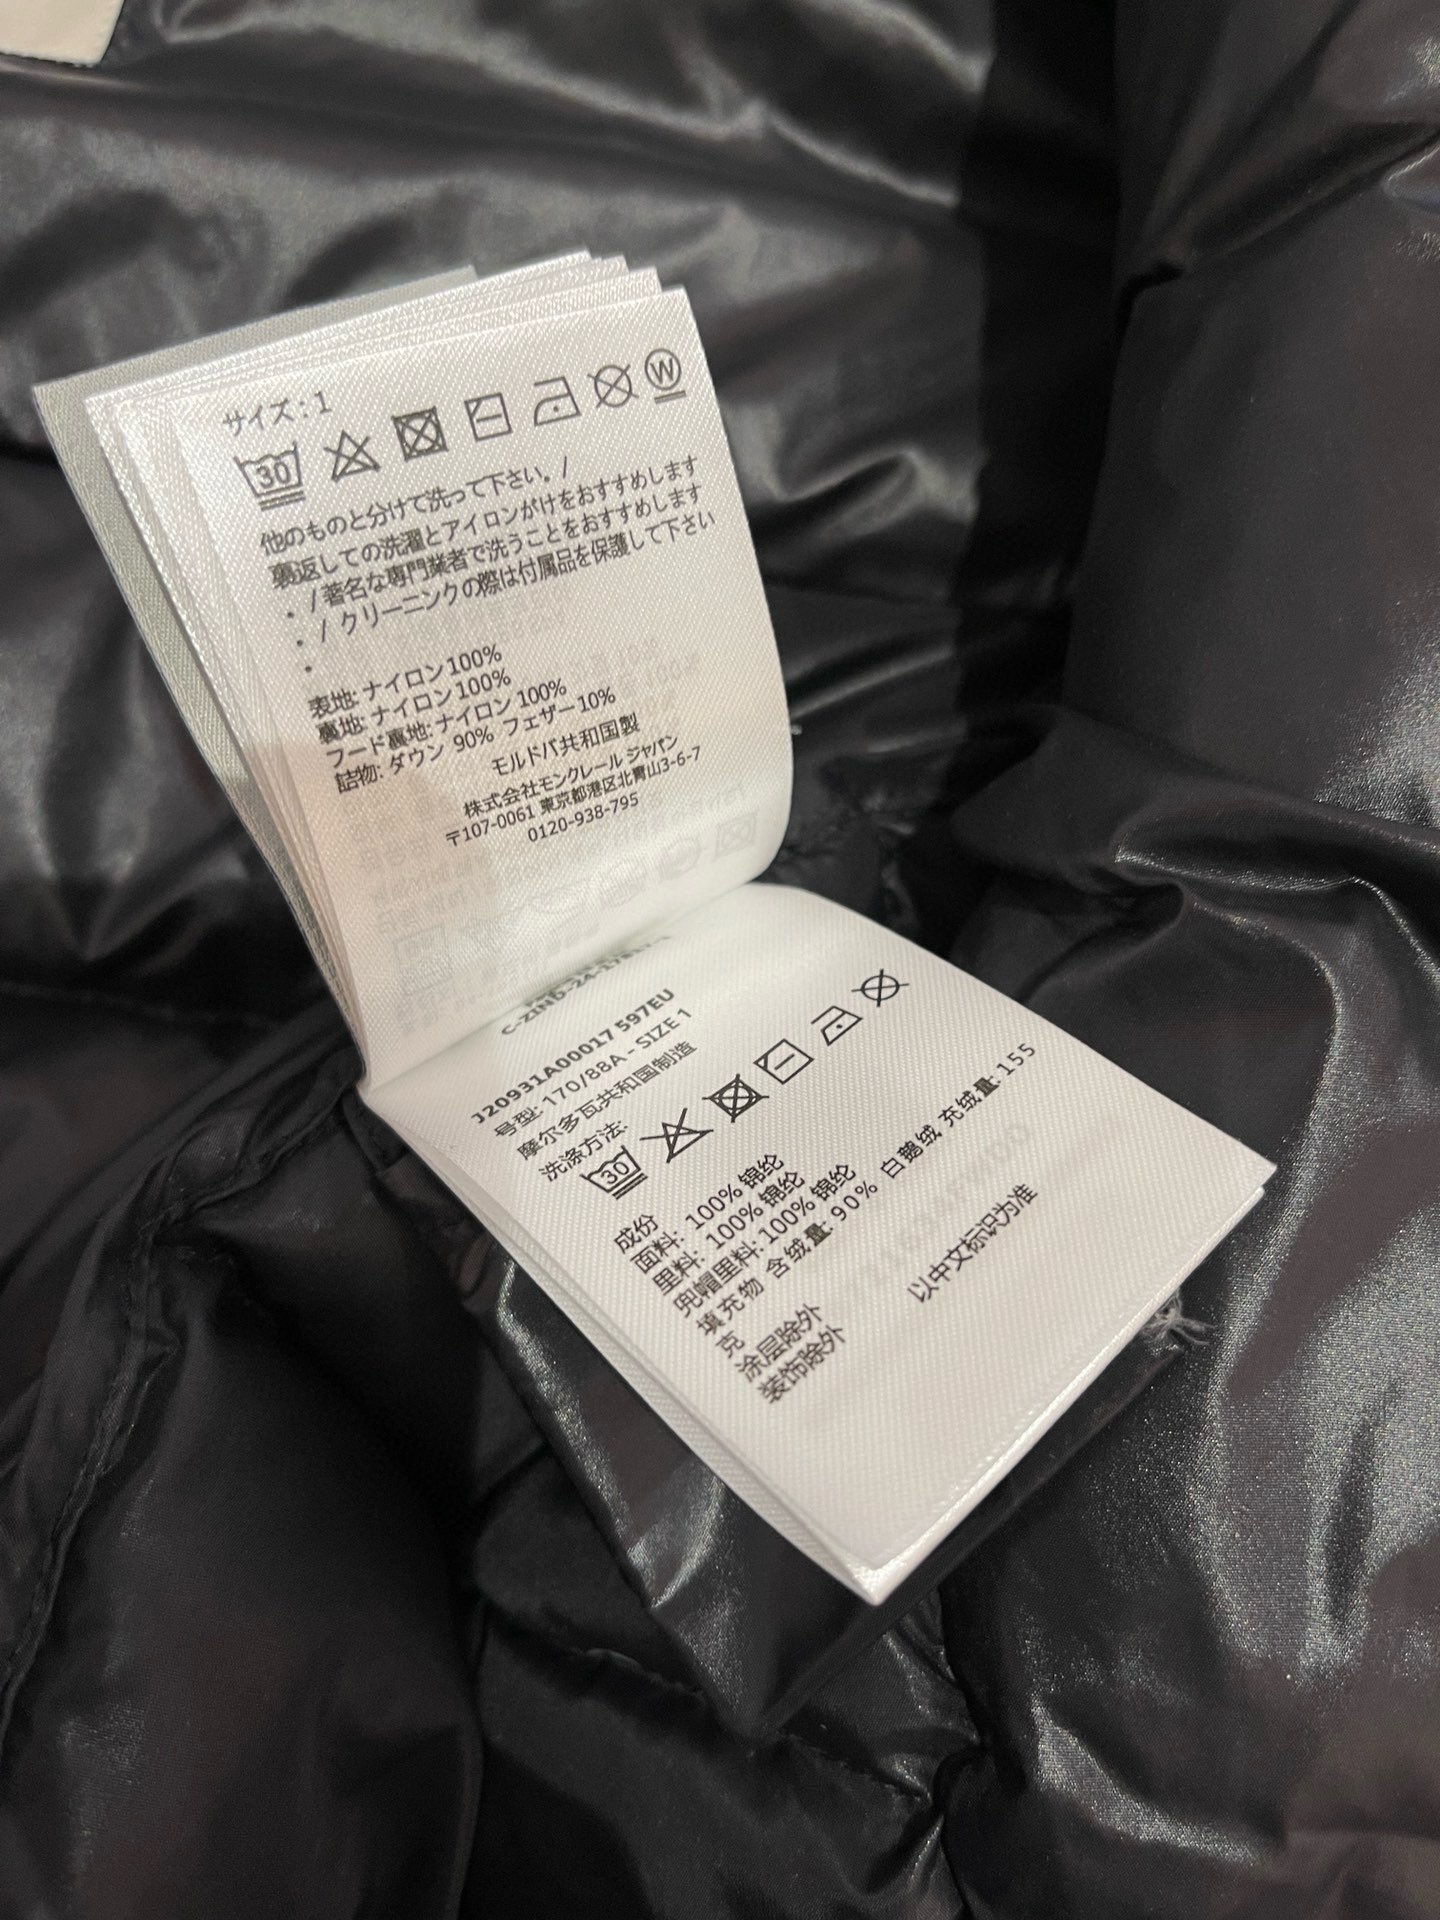 サイズ : 1
30
W
他のものと分けて洗って下さい。/
裏返しての洗濯とアイロンがけをおすすめします
。/著名な専門業者で洗うことをおすすめします
。/ クリーニングの際は付属品を保護して下さい
。
表地: ナイロン100%
裏地: ナイロン100%
フード裏地: ナイロン 100%
詰物: ダウン 90% フェザー10%
モルドバ共和国製
株式会社モンクレール ジャパン
〒107-0061 東京都港区北青山3-6-7
0120-938-795
J20931A00017 597EU
号型: 170/88A - SIZE 1
摩尔多瓦共和国制造
洗涤方法:
30
成份
面料: 100% 锦纶
里料: 100% 锦纶
兜帽里料: 100% 锦纶
填充物 含绒量: 90% 白鹅绒 充绒量: 155
克
涂层除外
装饰除外
以中文标识为准